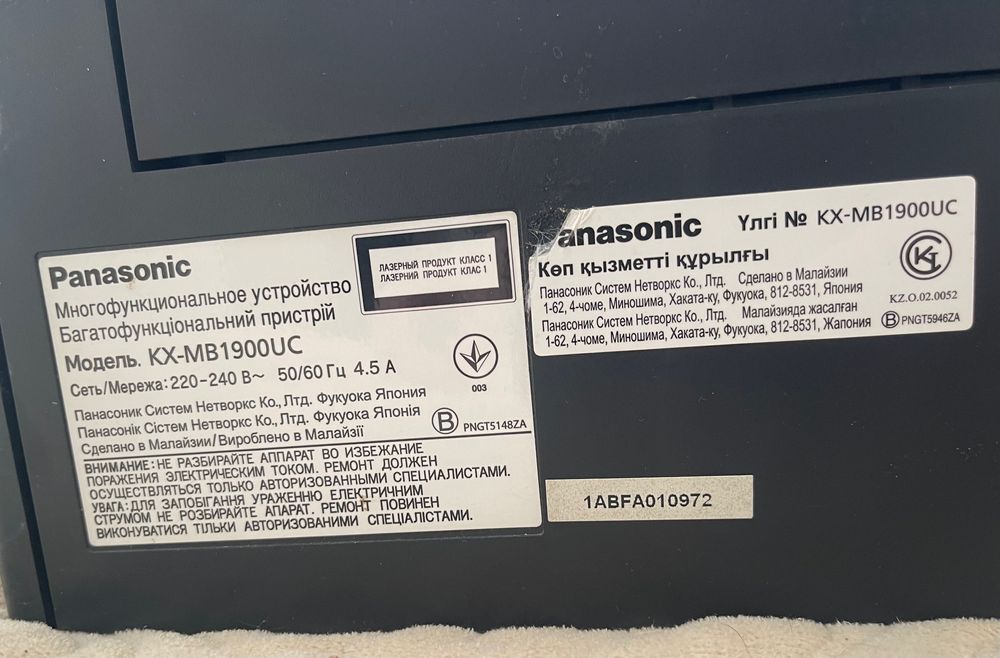 Panasonic
Многофункциональное устройство
Багатофункціональний пристрій
Модель. KX-MB1900UC
Сеть/Мережа: 220-240 В~ 50/60 Гц 4.5 A
Панасоник Систем Нетворкс Ко., Лтд. Фукуока Япония
Панасонік Сістем Нетворкс Ко., Лтд. Фукуока Японія
Сделано в Малайзии/Вироблено в Малайзії
ЛАЗЕРНЫЙ ПРОДУКТ КЛАСС 1
ЛАЗЕРНИЙ ПРОДУКТ КЛАС 1
003
B PNGT5148ZA
ВНИМАНИЕ: НЕ РАЗБИРАЙТЕ АППАРАТ ВО ИЗБЕЖАНИЕ
ПОРАЖЕНИЯ ЭЛЕКТРИЧЕСКИМ ТОКОМ. РЕМОНТ ДОЛЖЕН
ОСУЩЕСТВЛЯТЬСЯ ТОЛЬКО АВТОРИЗОВАННЫМИ СПЕЦИАЛИСТАМИ.
УВАГА: ДЛЯ ЗАПОБІГАННЯ УРАЖЕННЮ ЕЛЕКТРИЧНИМ
СТРУМОМ НЕ РОЗБИРАЙТЕ АПАРАТ. РЕМОНТ ПОВИНЕН
ВИКОНУВАТИСЯ ТІЛЬКИ АВТОРИЗОВАНИМИ СПЕЦІАЛІСТАМИ.
anasonic Үлгі № KX-MB1900UC
Көп қызметті құрылғы
Панасоник Систем Нетворкс Ко., Лтд. Сделано в Малайзии
1-62, 4-чоме, Миношима, Хаката-ку, Фукуока, 812-8531, Япония
Панасоник Систем Нетворкс Ко., Лтд. Малайзияда жасалған
1-62, 4-чоме, Миношима, Хаката-ку, Фукуока, 812-8531, Жапония
KZ.O.02.0052
B PNGT5946ZA
1ABFA010972